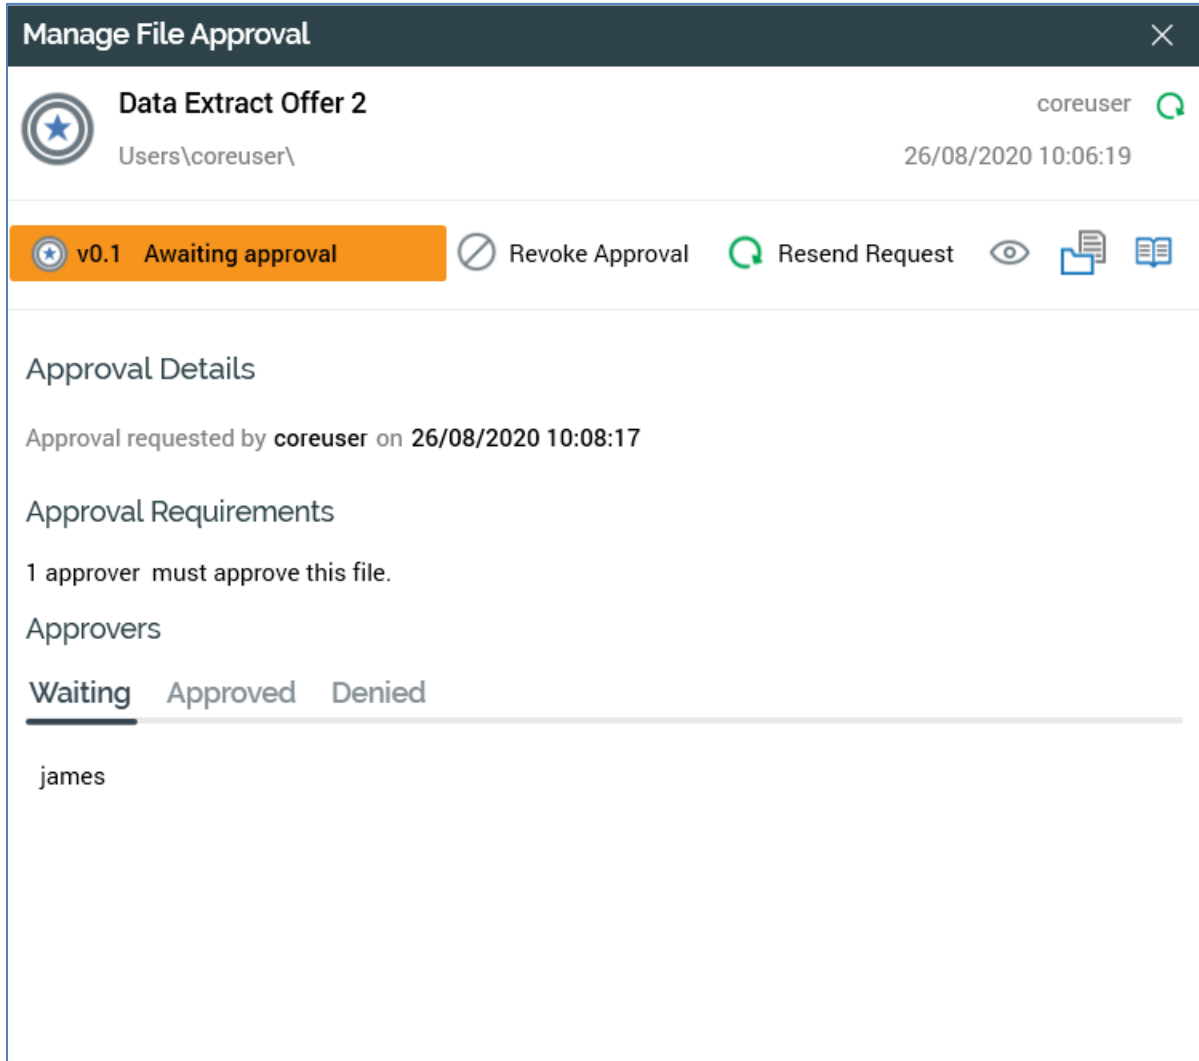 Manage File Approval
Data Extract Offer 2
coreuser
Users\coreuser\
26/08/2020 10:06:19
v0.1 Awaiting approval Revoke Approval Resend Request
Approval Details
Approval requested by coreuser on 26/08/2020 10:08:17
Approval Requirements
1 approver must approve this file.
Approvers
Waiting Approved Denied
james